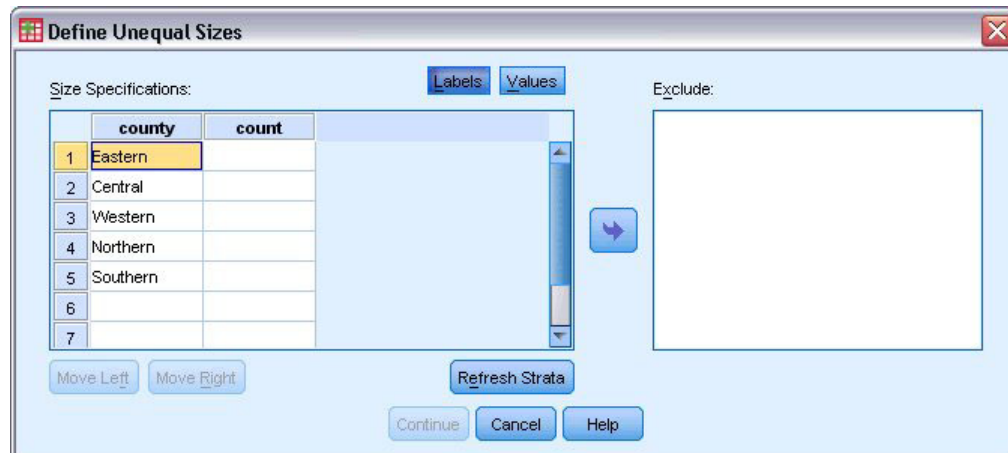 Define Unequal Sizes
Size Specifications:
Labels
Values
Exclude:
county count
1 Eastern
2 Central
3 Western
4 Northern
5 Southern
6
7
Move Left
Move Right
Refresh Strata
Continue
Cancel
Help